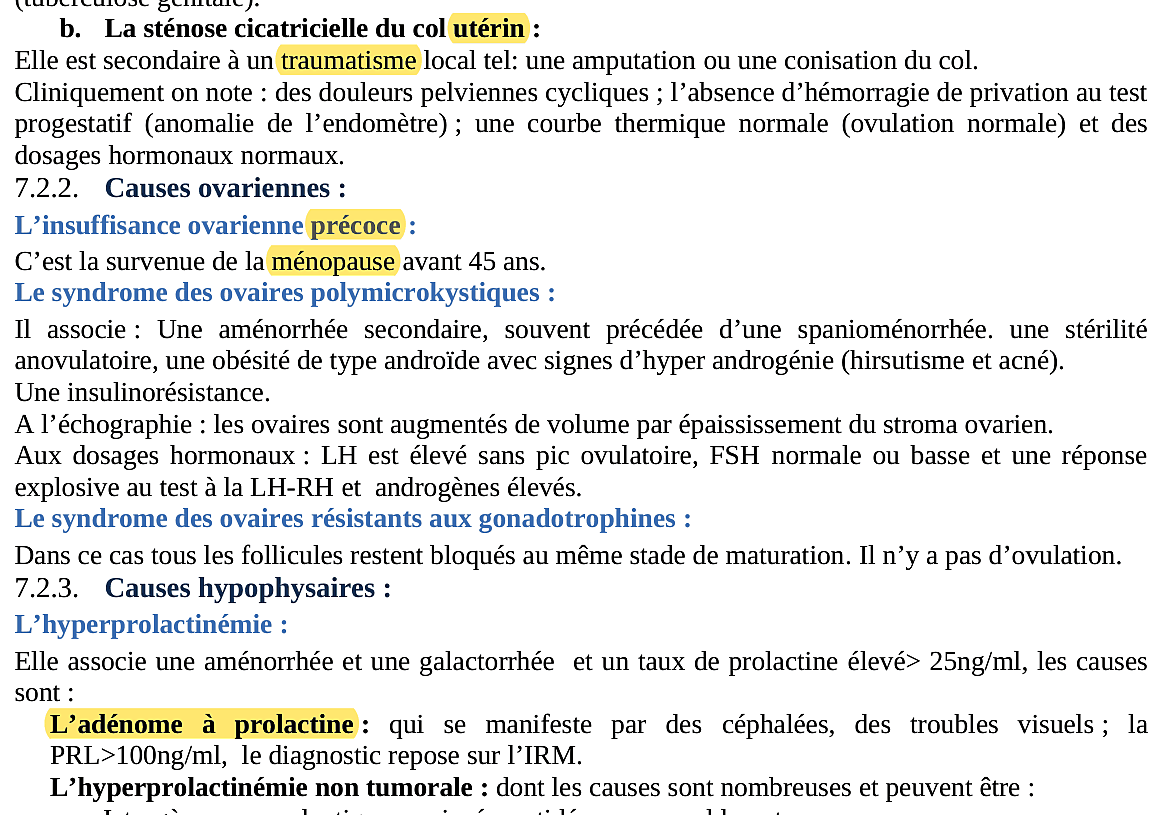 (tuberculose génitale).
b. La sténose cicatricielle du col utérin :
Elle est secondaire à un traumatisme local tel: une amputation ou une conisation du col.
Cliniquement on note : des douleurs pelviennes cycliques ; l’absence d’hémorragie de privation au test
progestatif (anomalie de l’endomètre) ; une courbe thermique normale (ovulation normale) et des
dosages hormonaux normaux.
7.2.2. Causes ovariennes :
L’insuffisance ovarienne précoce :
C’est la survenue de la ménopause avant 45 ans.
Le syndrome des ovaires polymicrokystiques :
Il associe : Une aménorrhée secondaire, souvent précédée d’une spanioménorrhée. une stérilité
anovulatoire, une obésité de type androïde avec signes d’hyper androgénie (hirsutisme et acné).
Une insulinorésistance.
A l’échographie : les ovaires sont augmentés de volume par épaississement du stroma ovarien.
Aux dosages hormonaux : LH est élevé sans pic ovulatoire, FSH normale ou basse et une réponse
explosive au test à la LH-RH et androgènes élevés.
Le syndrome des ovaires résistants aux gonadotrophines :
Dans ce cas tous les follicules restent bloqués au même stade de maturation. Il n’y a pas d’ovulation.
7.2.3. Causes hypophysaires :
L’hyperprolactinémie :
Elle associe une aménorrhée et une galactorrhée et un taux de prolactine élevé> 25ng/ml, les causes
sont :
L’adénome à prolactine : qui se manifeste par des céphalées, des troubles visuels ; la
PRL>100ng/ml, le diagnostic repose sur l’IRM.
L’hyperprolactinémie non tumorale : dont les causes sont nombreuses et peuvent être :